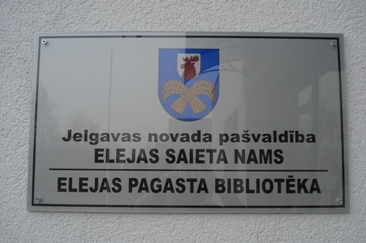 Jelgavas novada pašvaldība
ELEJAS SAIETA NAMS
ELEJAS PAGASTA BIBLIOTĒKA